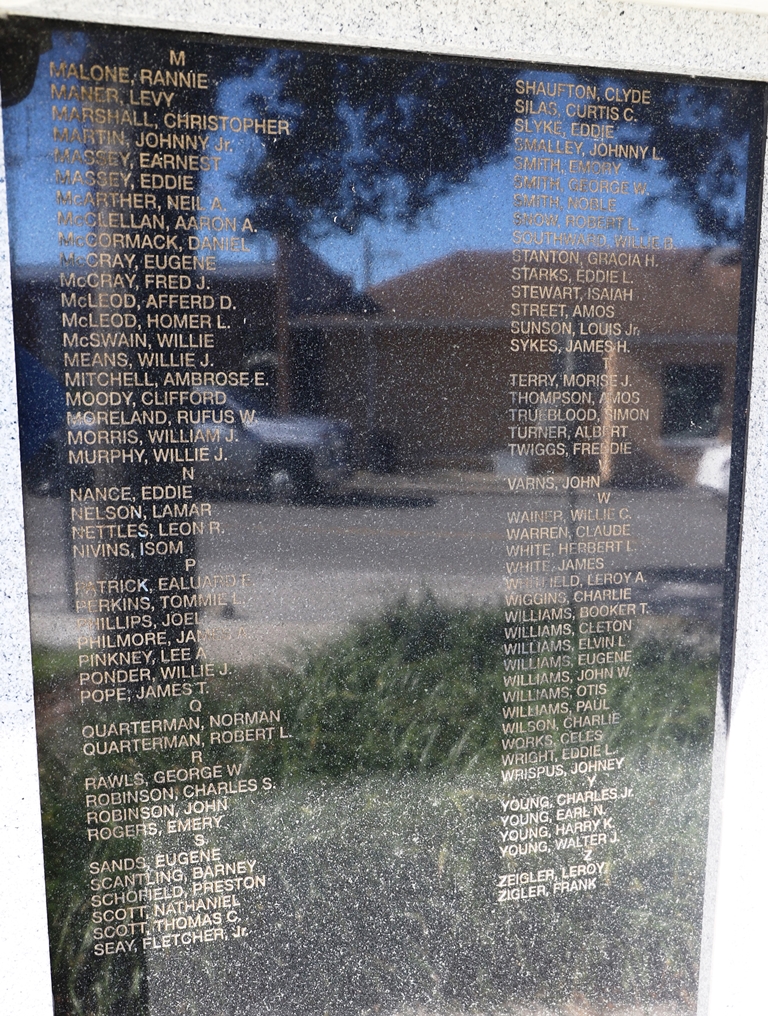 M
MALONE, RANNIE
MANER, LEVY
MARSHALL, CHRISTOPHER
MARTIN, JOHNNY Jr.
MASSEY, EARNEST
MASSEY, EDDIE
McARTHER, NEIL A.
McCLELLAN, AARON A.
McCORMACK, DANIEL
McCRAY, EUGENE
McCRAY, FRED J.
McLEOD, AFFERD D.
McLEOD, HOMER L.
McSWAIN, WILLIE
MEANS, WILLIE J.
MITCHELL, AMBROSE E.
MOODY, CLIFFORD
MORELAND, RUFUS W.
MORRIS, WILLIAM J.
MURPHY, WILLIE J.
N
NANCE, EDDIE
NELSON, LAMAR
NETTLES, LEON R.
NIVINS, ISOM
P
PATRICK, EALUARD F.
PERKINS, TOMMIE L.
PHILLIPS, JOEL
PHILMORE, JAMES
PINKNEY, LEE A.
PONDER, WILLIE J.
POPE, JAMES T.
Q
QUARTERMAN, NORMAN
QUARTERMAN, ROBERT L.
R
RAWLS, GEORGE W
ROBINSON, CHARLES S.
ROBINSON, JOHN
ROGERS, EMERY
S
SANDS, EUGENE
SCANTLING, BARNEY
SCHOFIELD, PRESTON
SCOTT, NATHANIEL
SCOTT, THOMAS C.
SEAY, FLETCHER, Jr.
SHAUFTON, CLYDE
SILAS, CURTIS C.
SLYKE, EDDIE
SMALLEY, JOHNNY L.
SMITH, EMORY
SMITH, GEORGE W.
SMITH, NOBLE
SNOW, ROBERT L.
SOUTHWARD, WILLIE B.
STANTON, GRACIA H.
STARKS, EDDIE L.
STEWART, ISAIAH
STREET, AMOS
SUNSON, LOUIS Jr.
SYKES, JAMES H.
T
TERRY, MORISE J.
THOMPSON, AMOS
TRUEBLOOD, SIMON
TURNER, ALBERT
TWIGGS, FREDDIE
V
VARNS, JOHN
W
WAINER, WILLIE C.
WARREN, CLAUDE
WHITE, HERBERT L.
WHITE, JAMES
WHITFIELD, LEROY A.
WIGGINS, CHARLIE
WILLIAMS, BOOKER T.
WILLIAMS, CLETON
WILLIAMS, ELVIN L.
WILLIAMS, EUGENE
WILLIAMS, JOHN W.
WILLIAMS, OTIS
WILLIAMS, PAUL
WILSON, CHARLIE
WORKS, CELES
WRIGHT, EDDIE L.
WRISPUS, JOHNEY
Y
YOUNG, CHARLES Jr.
YOUNG, EARL N.
YOUNG, HARRY K.
YOUNG, WALTER J.
Z
ZEIGLER, LEROY
ZIGLER, FRANK